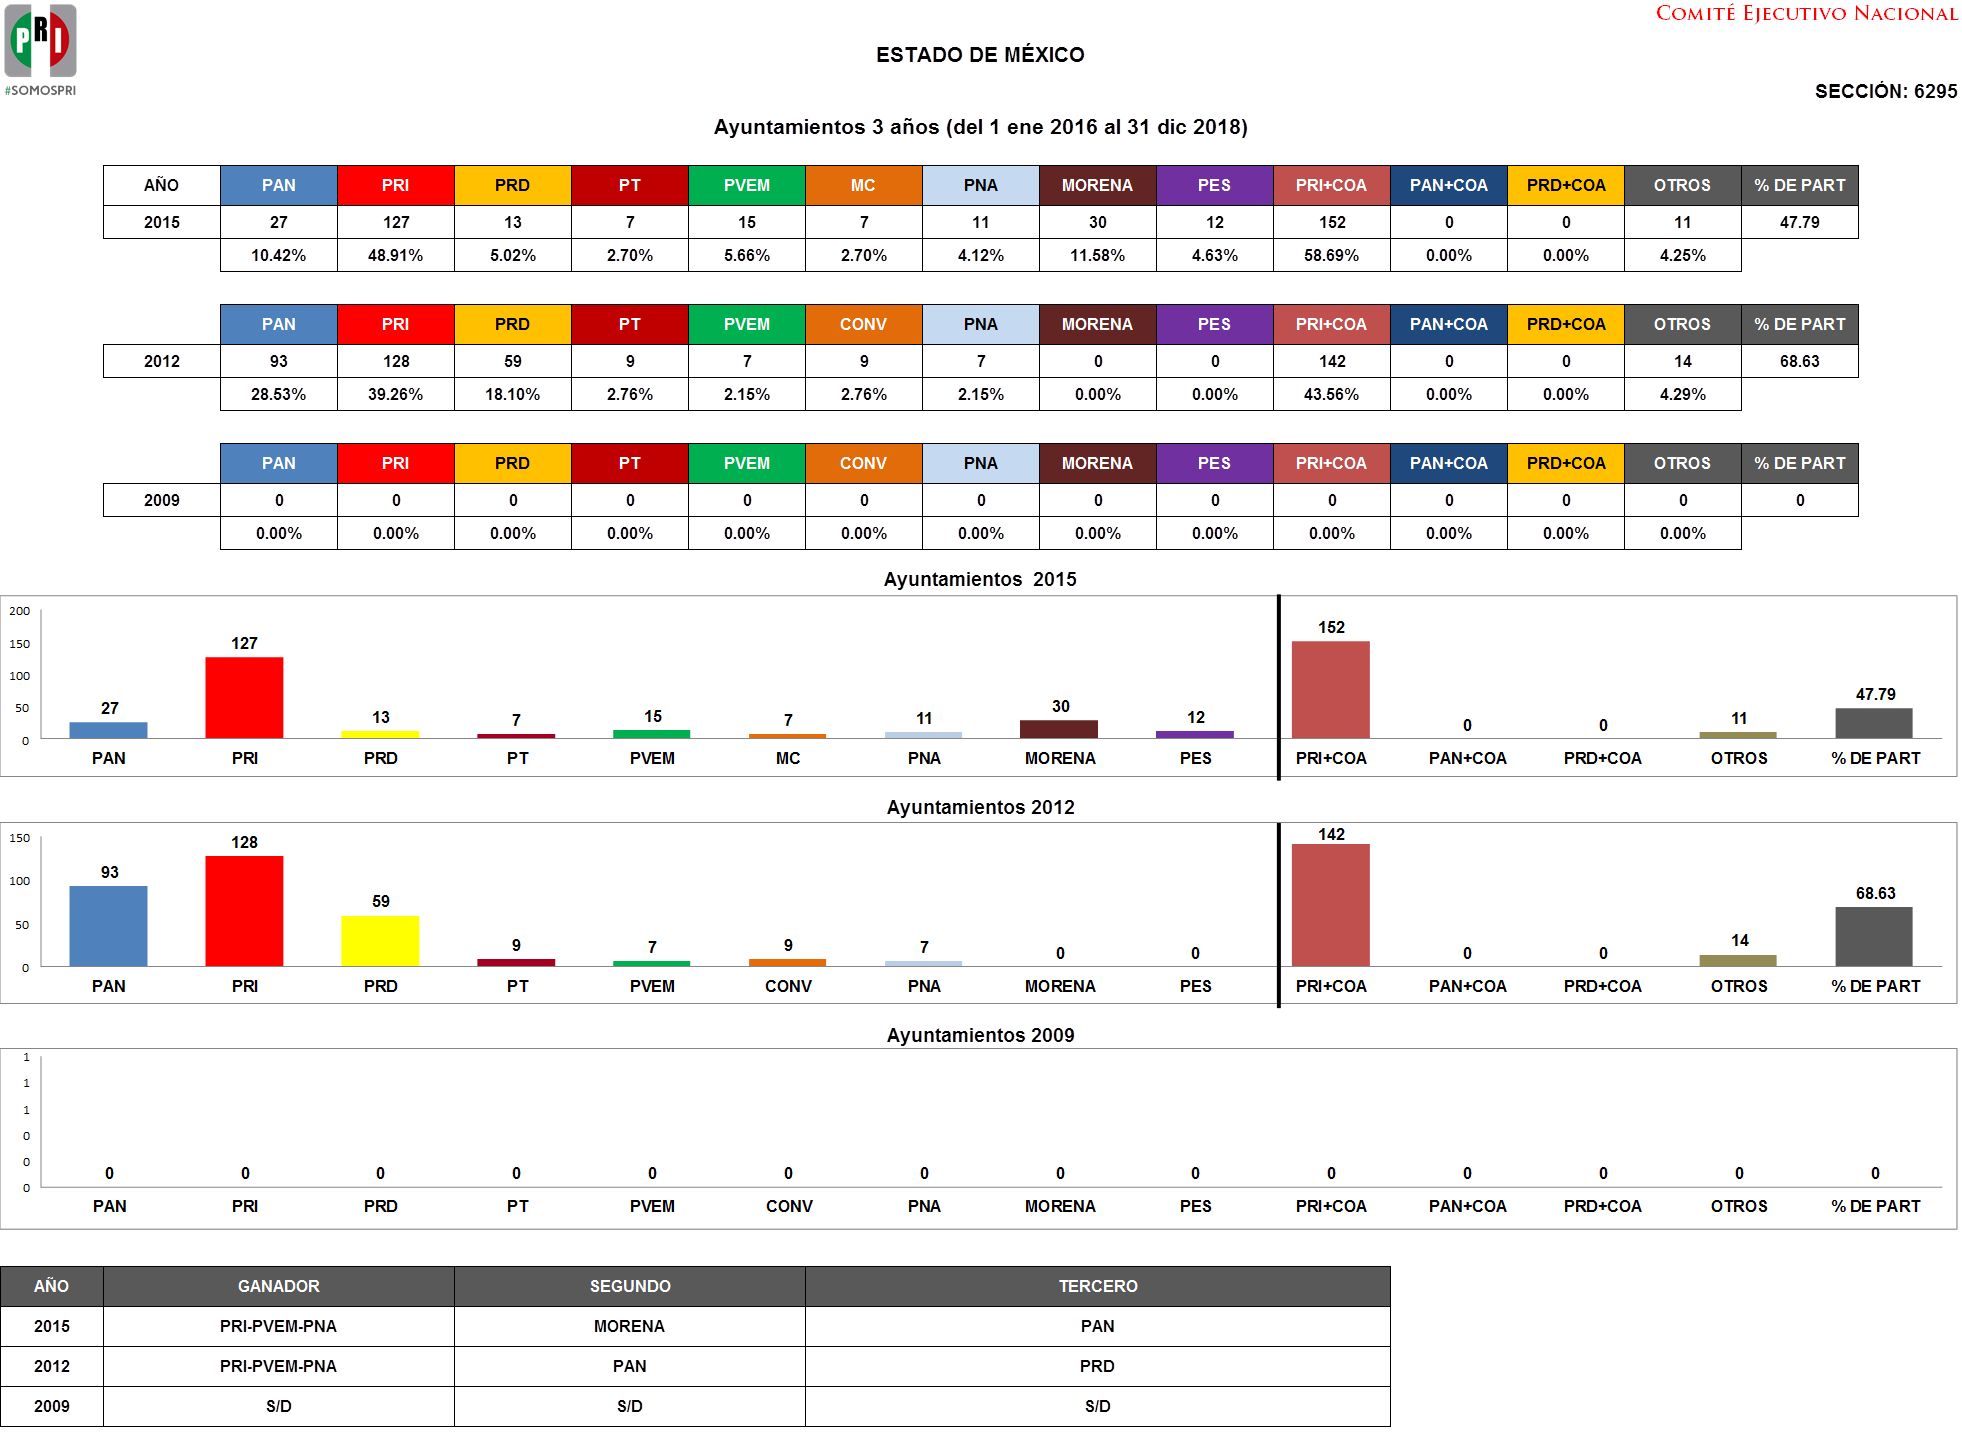 PRI
#SOMOSPRI
COMITÉ EJECUTIVO NACIONAL
ESTADO DE MÉXICO
SECCIÓN: 6295
Ayuntamientos 3 años (del 1 ene 2016 al 31 dic 2018)
AÑO PAN PRI PRD PT PVEM MC PNA MORENA PES PRI+COA PAN+COA PRD+COA OTROS % DE PART
2015 27 127 13 7 15 7 11 30 12 152 0 0 11 47.79
10.42% 48.91% 5.02% 2.70% 5.66% 2.70% 4.12% 11.58% 4.63% 58.69% 0.00% 0.00% 4.25%
PAN PRI PRD PT PVEM CONV PNA MORENA PES PRI+COA PAN+COA PRD+COA OTROS % DE PART
2012 93 128 59 9 7 9 7 0 0 142 0 0 14 68.63
28.53% 39.26% 18.10% 2.76% 2.15% 2.76% 2.15% 0.00% 0.00% 43.56% 0.00% 0.00% 4.29%
PAN PRI PRD PT PVEM CONV PNA MORENA PES PRI+COA PAN+COA PRD+COA OTROS % DE PART
2009 0 0 0 0 0 0 0 0 0 0 0 0 0 0
0.00% 0.00% 0.00% 0.00% 0.00% 0.00% 0.00% 0.00% 0.00% 0.00% 0.00% 0.00% 0.00%
Ayuntamientos 2015
200
150
100
50
0
27 127 13 7 15 7 11 30 12 152 0 0 11 47.79
PAN PRI PRD PT PVEM MC PNA MORENA PES PRI+COA PAN+COA PRD+COA OTROS % DE PART
Ayuntamientos 2012
150
100
50
0
93 128 59 9 7 9 7 0 0 142 0 0 14 68.63
PAN PRI PRD PT PVEM CONV PNA MORENA PES PRI+COA PAN+COA PRD+COA OTROS % DE PART
Ayuntamientos 2009
1
1
1
0
0
0
0 0 0 0 0 0 0 0 0 0 0 0 0 0
PAN PRI PRD PT PVEM CONV PNA MORENA PES PRI+COA PAN+COA PRD+COA OTROS % DE PART
AÑO GANADOR SEGUNDO TERCERO
2015 PRI-PVEM-PNA MORENA PAN
2012 PRI-PVEM-PNA PAN PRD
2009 S/D S/D S/D